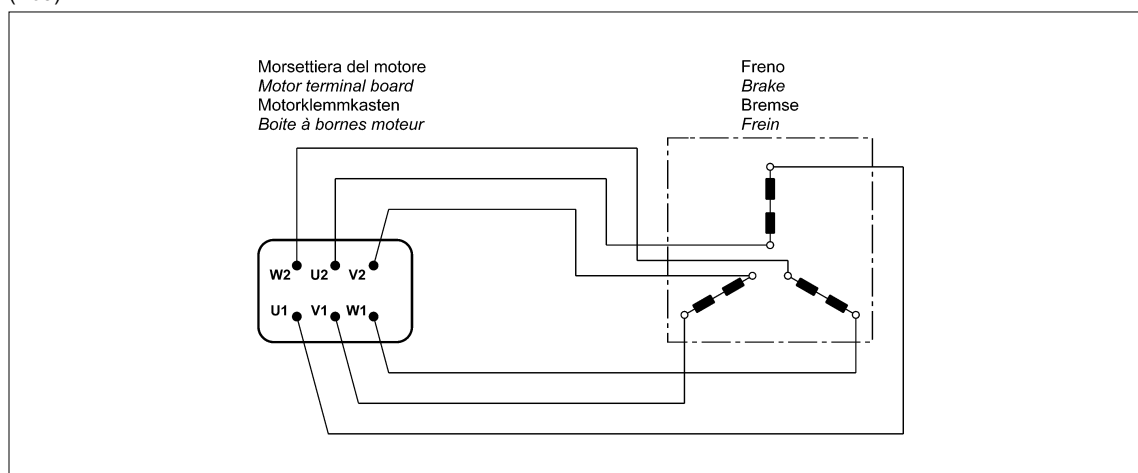 Morsettiera del motore
Motor terminal board
Motorklemmkasten
Boite à bornes moteur
Freno
Brake
Bremse
Frein
W2 U2 V2
U1 V1 W1